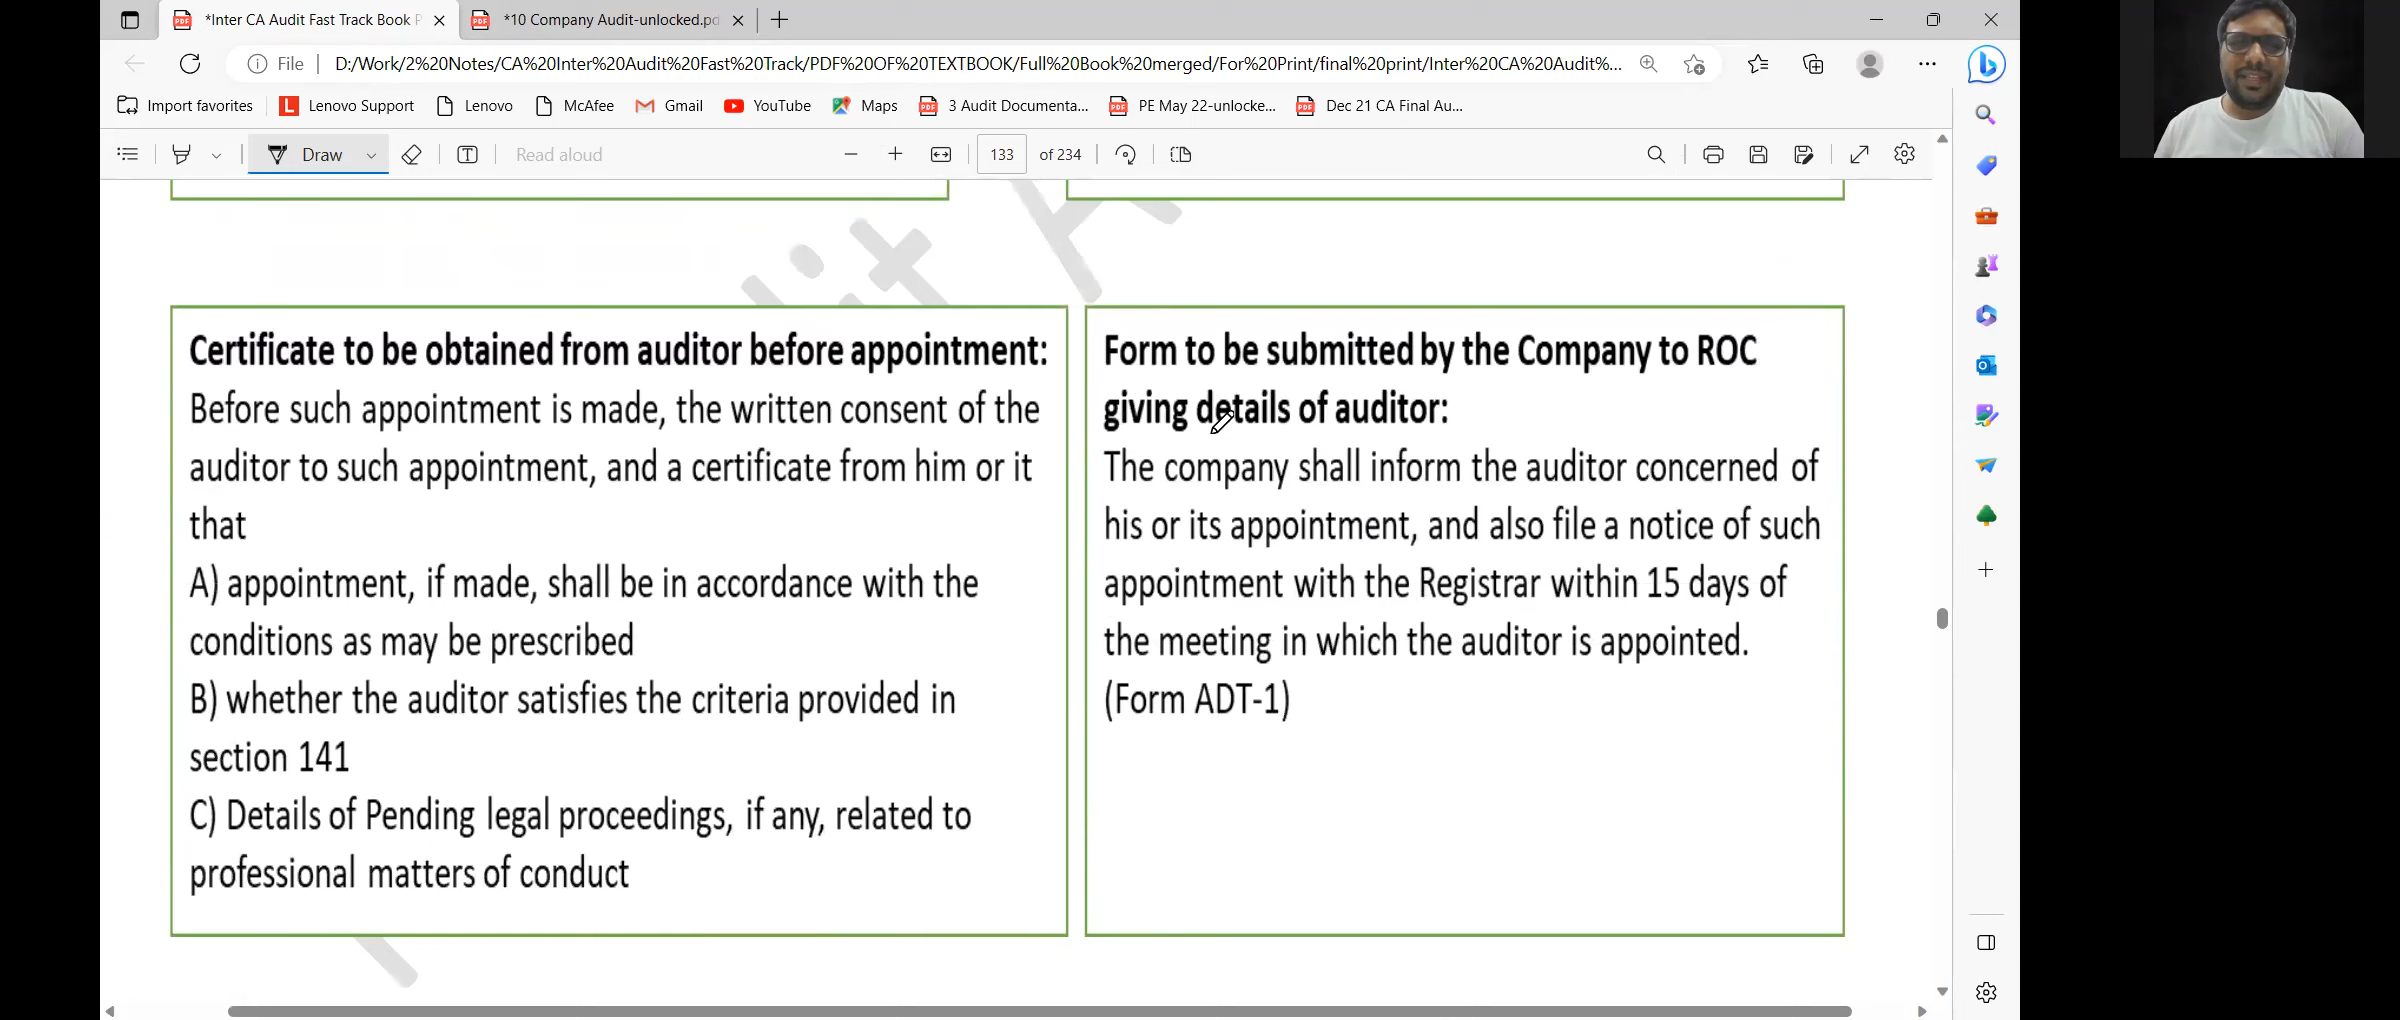 *Inter CA Audit Fast Track Book P
*10 Company Audit-unlocked.pd
File
D:/Work/2%20Notes/CA%20Inter%20Audit%20Fast%20Track/PDF%20OF%20TEXTBOOK/Full%20Book%20merged/For%20Print/final%20print/Inter%20CA%20Audit%...
Import favorites
Lenovo Support
Lenovo
McAfee
Gmail
YouTube
Maps
3 Audit Documenta...
PE May 22-unlocke...
Dec 21 CA Final Au...
Draw
Read aloud
133
of 234
Certificate to be obtained from auditor before appointment:
Before such appointment is made, the written consent of the
auditor to such appointment, and a certificate from him or it
that
A) appointment, if made, shall be in accordance with the
conditions as may be prescribed
B) whether the auditor satisfies the criteria provided in
section 141
C) Details of Pending legal proceedings, if any, related to
professional matters of conduct
Form to be submitted by the Company to ROC
giving details of auditor:
The company shall inform the auditor concerned of
his or its appointment, and also file a notice of such
appointment with the Registrar within 15 days of
the meeting in which the auditor is appointed.
(Form ADT-1)